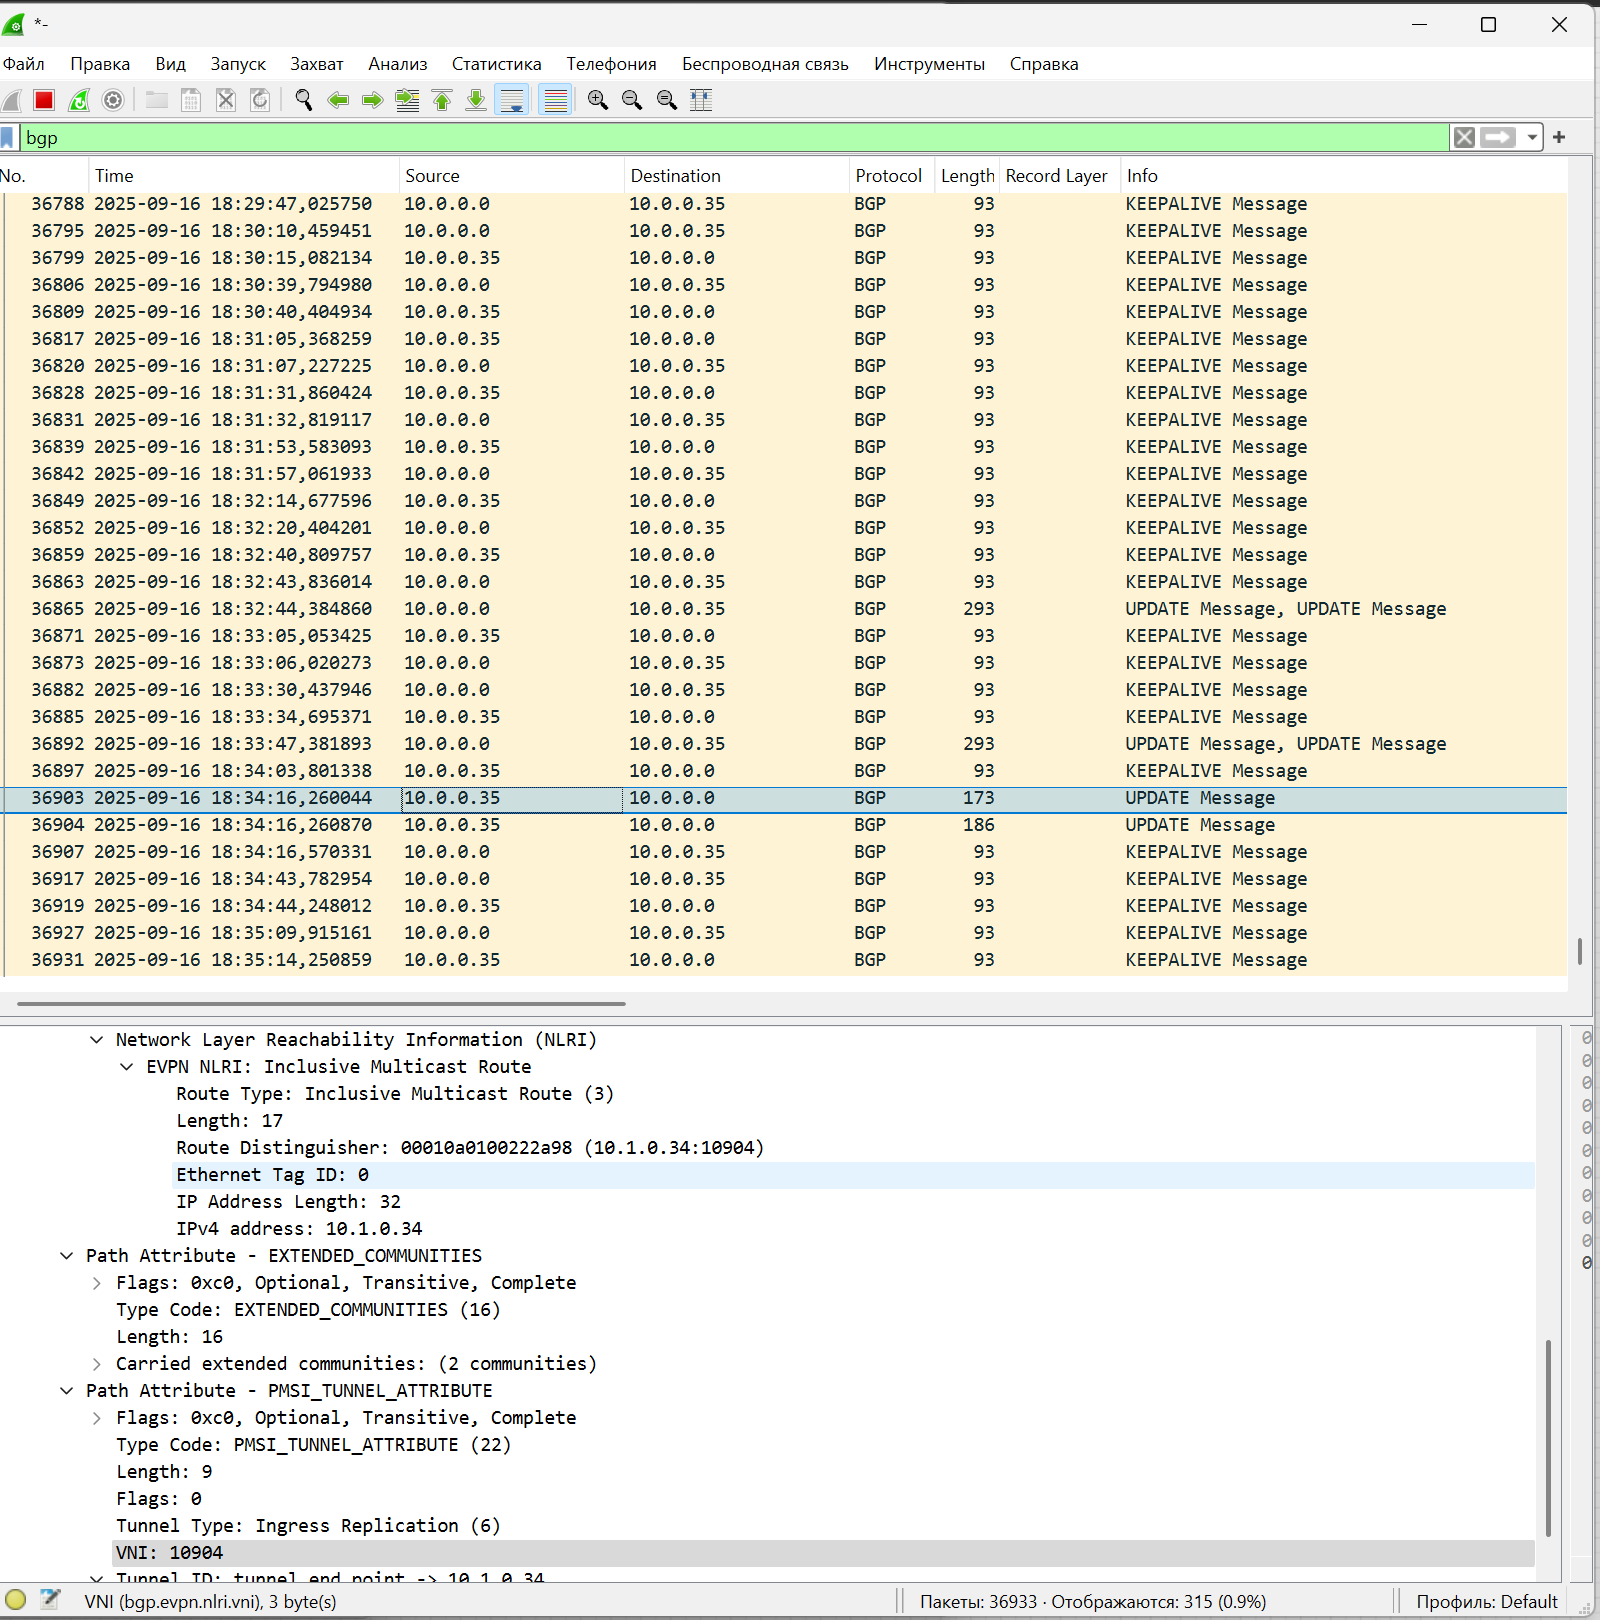 *-
Файл Правка Вид Запуск Захват Анализ Статистика Телефония Беспроводная связь Инструменты Справка
bgp
No. Time Source Destination Protocol Length Record Layer Info
36788 2025-09-16 18:29:47,025750 10.0.0.0 10.0.0.35 BGP 93 KEEPALIVE Message
36795 2025-09-16 18:30:10,459451 10.0.0.0 10.0.0.35 BGP 93 KEEPALIVE Message
36799 2025-09-16 18:30:15,082134 10.0.0.35 10.0.0.0 BGP 93 KEEPALIVE Message
36806 2025-09-16 18:30:39,794980 10.0.0.0 10.0.0.35 BGP 93 KEEPALIVE Message
36809 2025-09-16 18:30:40,404934 10.0.0.35 10.0.0.0 BGP 93 KEEPALIVE Message
36817 2025-09-16 18:31:05,368259 10.0.0.35 10.0.0.0 BGP 93 KEEPALIVE Message
36820 2025-09-16 18:31:07,227225 10.0.0.0 10.0.0.35 BGP 93 KEEPALIVE Message
36828 2025-09-16 18:31:31,860424 10.0.0.35 10.0.0.0 BGP 93 KEEPALIVE Message
36831 2025-09-16 18:31:32,819117 10.0.0.0 10.0.0.35 BGP 93 KEEPALIVE Message
36839 2025-09-16 18:31:53,583093 10.0.0.35 10.0.0.0 BGP 93 KEEPALIVE Message
36842 2025-09-16 18:31:57,061933 10.0.0.0 10.0.0.35 BGP 93 KEEPALIVE Message
36849 2025-09-16 18:32:14,677596 10.0.0.35 10.0.0.0 BGP 93 KEEPALIVE Message
36852 2025-09-16 18:32:20,404201 10.0.0.0 10.0.0.35 BGP 93 KEEPALIVE Message
36859 2025-09-16 18:32:40,809757 10.0.0.35 10.0.0.0 BGP 93 KEEPALIVE Message
36863 2025-09-16 18:32:43,836014 10.0.0.0 10.0.0.35 BGP 93 KEEPALIVE Message
36865 2025-09-16 18:32:44,384860 10.0.0.0 10.0.0.35 BGP 293 UPDATE Message, UPDATE Message
36871 2025-09-16 18:33:05,053425 10.0.0.35 10.0.0.0 BGP 93 KEEPALIVE Message
36873 2025-09-16 18:33:06,020273 10.0.0.0 10.0.0.35 BGP 93 KEEPALIVE Message
36882 2025-09-16 18:33:30,437946 10.0.0.0 10.0.0.35 BGP 93 KEEPALIVE Message
36885 2025-09-16 18:33:34,695371 10.0.0.35 10.0.0.0 BGP 93 KEEPALIVE Message
36892 2025-09-16 18:33:47,381893 10.0.0.0 10.0.0.35 BGP 293 UPDATE Message, UPDATE Message
36897 2025-09-16 18:34:03,801338 10.0.0.35 10.0.0.0 BGP 93 KEEPALIVE Message
36903 2025-09-16 18:34:16,260044 10.0.0.35 10.0.0.0 BGP 173 UPDATE Message
36904 2025-09-16 18:34:16,260870 10.0.0.35 10.0.0.0 BGP 186 UPDATE Message
36907 2025-09-16 18:34:16,570331 10.0.0.0 10.0.0.35 BGP 93 KEEPALIVE Message
36917 2025-09-16 18:34:43,782954 10.0.0.0 10.0.0.35 BGP 93 KEEPALIVE Message
36919 2025-09-16 18:34:44,248012 10.0.0.35 10.0.0.0 BGP 93 KEEPALIVE Message
36927 2025-09-16 18:35:09,915161 10.0.0.0 10.0.0.35 BGP 93 KEEPALIVE Message
36931 2025-09-16 18:35:14,250859 10.0.0.35 10.0.0.0 BGP 93 KEEPALIVE Message
Network Layer Reachability Information (NLRI)
EVPN NLRI: Inclusive Multicast Route
Route Type: Inclusive Multicast Route (3)
Length: 17
Route Distinguisher: 00010a0100222a98 (10.1.0.34:10904)
Ethernet Tag ID: 0
IP Address Length: 32
IPv4 address: 10.1.0.34
Path Attribute - EXTENDED_COMMUNITIES
Flags: 0xc0, Optional, Transitive, Complete
Type Code: EXTENDED_COMMUNITIES (16)
Length: 16
Carried extended communities: (2 communities)
Path Attribute - PMSI_TUNNEL_ATTRIBUTE
Flags: 0xc0, Optional, Transitive, Complete
Type Code: PMSI_TUNNEL_ATTRIBUTE (22)
Length: 9
Flags: 0
Tunnel Type: Ingress Replication (6)
VNI: 10904
Tunnel ID: tunnel end point -> 10.1.0.34
0
0
0
0
0
0
0
0
0
0
0
VNI (bgp.evpn.nlri.vni), 3 byte(s) Пакеты: 36933 · Отображаются: 315 (0.9%) Профиль: Default